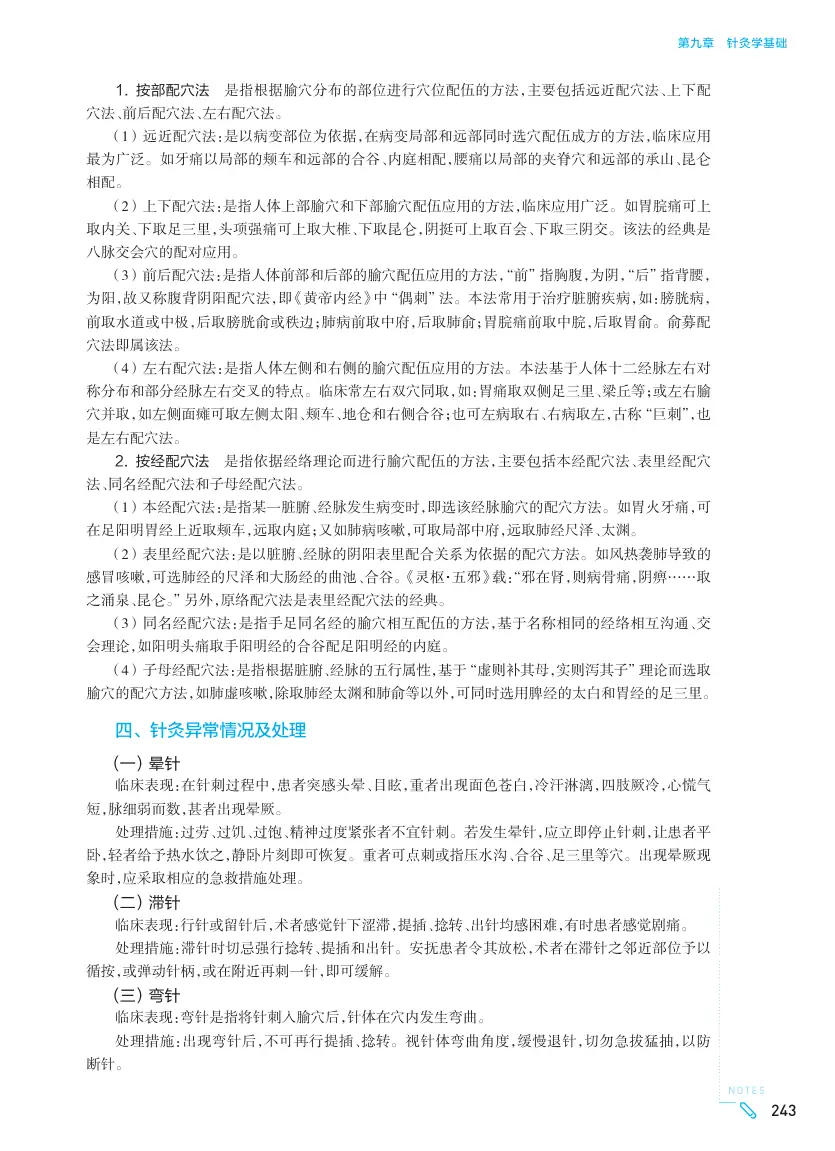 第九章 针灸学基础
1. 按部配穴法 是指根据腧穴分布的部位进行穴位配伍的方法,主要包括远近配穴法、上下配
穴法、前后配穴法、左右配穴法。
(1)远近配穴法:是以病变部位为依据,在病变局部和远部同时选穴配伍成方的方法,临床应用
最为广泛。如牙痛以局部的颊车和远部的合谷、内庭相配,腰痛以局部的夹脊穴和远部的承山、昆仑
相配。
(2)上下配穴法:是指人体上部腧穴和下部腧穴配伍应用的方法,临床应用广泛。如胃脘痛可上
取内关、下取足三里,头项强痛可上取大椎、下取昆仑,阴挺可上取百会、下取三阴交。该法的经典是
八脉交会穴的配对应用。
(3)前后配穴法:是指人体前部和后部的腧穴配伍应用的方法,“前”指胸腹,为阴,“后”指背腰,
为阳,故又称腹背阴阳配穴法,即《黄帝内经》中“偶刺”法。本法常用于治疗脏腑疾病,如:膀胱病,
前取水道或中极,后取膀胱俞或秩边;肺病前取中府,后取肺俞;胃脘痛前取中脘,后取胃俞。俞募配
穴法即属该法。
(4)左右配穴法:是指人体左侧和右侧的腧穴配伍应用的方法。本法基于人体十二经脉左右对
称分布和部分经脉左右交叉的特点。临床常左右双穴同取,如:胃痛取双侧足三里、梁丘等;或左右腧
穴并取,如左侧面瘫可取左侧太阳、颊车、地仓和右侧合谷;也可左病取右、右病取左,古称“巨刺”,也
是左右配穴法。
2. 按经配穴法 是指依据经络理论而进行腧穴配伍的方法,主要包括本经配穴法、表里经配穴
法、同名经配穴法和子母经配穴法。
(1)本经配穴法:是指某一脏腑、经脉发生病变时,即选该经脉腧穴的配穴方法。如胃火牙痛,可
在足阳明胃经上近取颊车,远取内庭;又如肺病咳嗽,可取局部中府,远取肺经尺泽、太渊。
(2)表里经配穴法:是以脏腑、经脉的阴阳表里配合关系为依据的配穴方法。如风热袭肺导致的
感冒咳嗽,可选肺经的尺泽和大肠经的曲池、合谷。《灵枢·五邪》载:“邪在肾,则病骨痛,阴痹……取
之涌泉、昆仑。”另外,原络配穴法是表里经配穴法的经典。
(3)同名经配穴法:是指手足同名经的腧穴相互配伍的方法,基于名称相同的经络相互沟通、交
会理论,如阳明头痛取手阳明经的合谷配足阳明经的内庭。
(4)子母经配穴法:是指根据脏腑、经脉的五行属性,基于“虚则补其母,实则泻其子”理论而选取
腧穴的配穴方法,如肺虚咳嗽,除取肺经太渊和肺俞等以外,可同时选用脾经的太白和胃经的足三里。
四、针灸异常情况及处理
(一)晕针
临床表现:在针刺过程中,患者突感头晕、目眩,重者出现面色苍白,冷汗淋漓,四肢厥冷,心慌气
短,脉细弱而数,甚者出现晕厥。
处理措施:过劳、过饥、过饱、精神过度紧张者不宜针刺。若发生晕针,应立即停止针刺,让患者平
卧,轻者给予热水饮之,静卧片刻即可恢复。重者可点刺或指压水沟、合谷、足三里等穴。出现晕厥现
象时,应采取相应的急救措施处理。
(二)滞针
临床表现:行针或留针后,术者感觉针下涩滞,提插、捻转、出针均感困难,有时患者感觉剧痛。
处理措施:滞针时切忌强行捻转、提插和出针。安抚患者令其放松,术者在滞针之邻近部位予以
循按,或弹动针柄,或在附近再刺一针,即可缓解。
(三)弯针
临床表现:弯针是指将针刺入腧穴后,针体在穴内发生弯曲。
处理措施:出现弯针后,不可再行提插、捻转。视针体弯曲角度,缓慢退针,切勿急拔猛抽,以防
断针。
NOTES
243